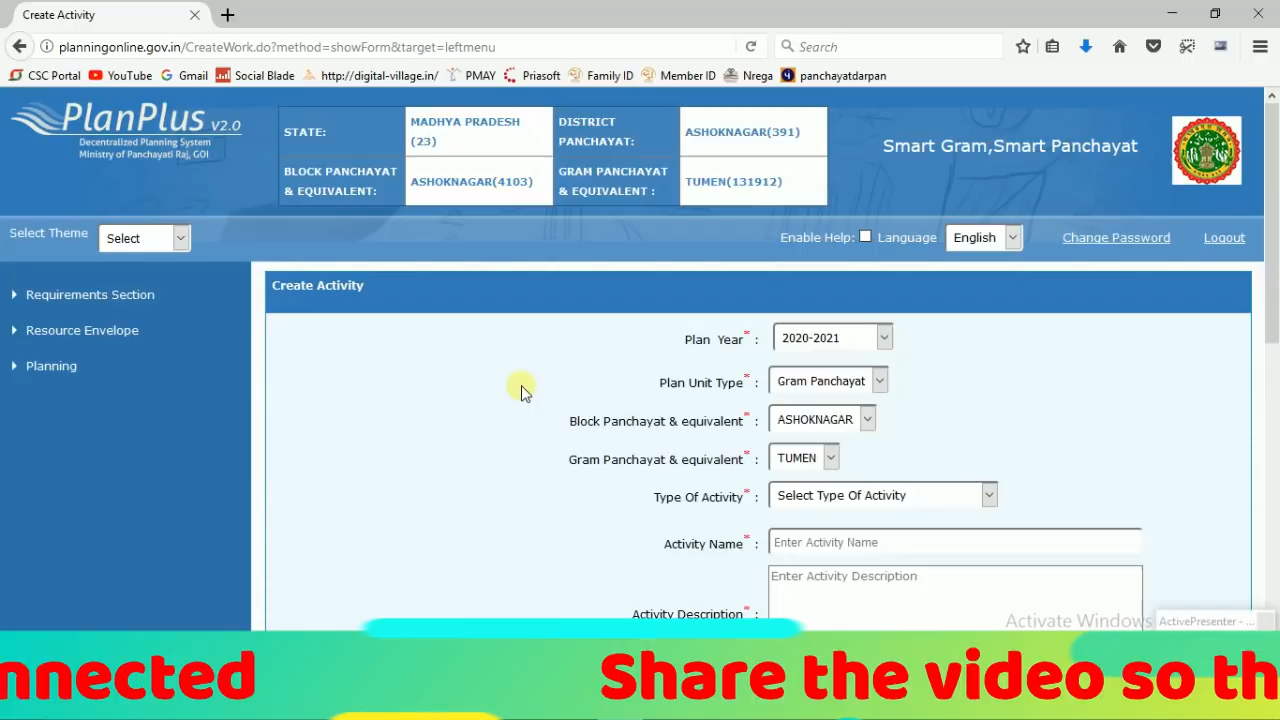 Create Activity
planningonline.gov.in/CreateWork.do?method=showForm&target=leftmenu
Search
CSC Portal YouTube Gmail Social Blade http://digital-village.in/ PMAY Priasoft Family ID Member ID Nrega panchayatdarpan
PlanPlus V2.0
Decentralized Planning System
Ministry of Panchayati Raj, GOI
STATE: MADHYA PRADESH (23) DISTRICT PANCHAYAT: ASHOKNAGAR(391)
BLOCK PANCHAYAT & EQUIVALENT: ASHOKNAGAR(4103) GRAM PANCHAYAT & EQUIVALENT : TUMEN(131912)
Smart Gram,Smart Panchayat
Select Theme Select Enable Help: Language English Change Password Logout
Requirements Section
Resource Envelope
Planning
Create Activity
Plan Year* : 2020-2021
Plan Unit Type* : Gram Panchayat
Block Panchayat & equivalent* : ASHOKNAGAR
Gram Panchayat & equivalent* : TUMEN
Type Of Activity* : Select Type Of Activity
Activity Name* : Enter Activity Name
Activity Description* : Enter Activity Description
Activate Windows
ActivePresenter - ...
nnected Share the video so th